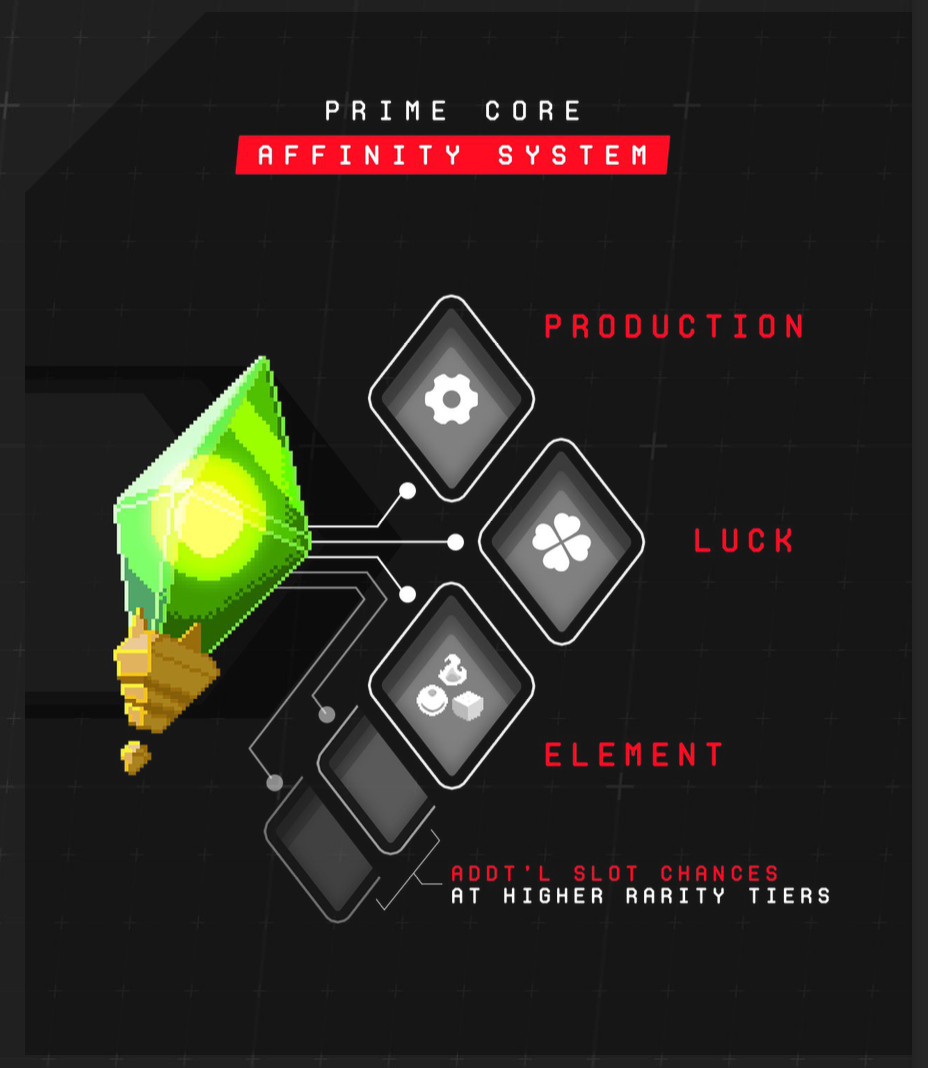 PRIME CORE
AFFINITY SYSTEM
PRODUCTION
LUCK
ELEMENT
ADDT'L SLOT CHANCES
AT HIGHER RARITY TIERS